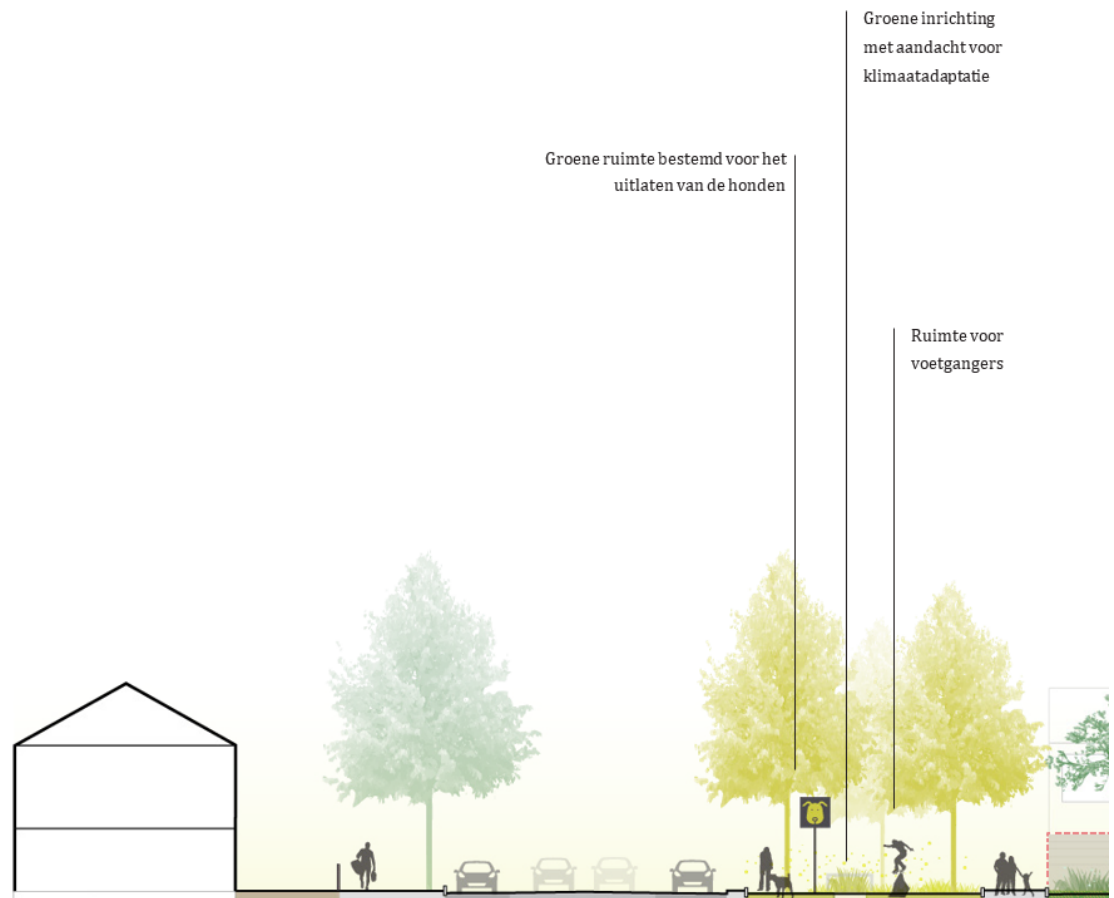 Groene inrichting
met aandacht voor
klimaatadaptatie
Groene ruimte bestemd voor het
uitlaten van de honden
Ruimte voor
voetgangers